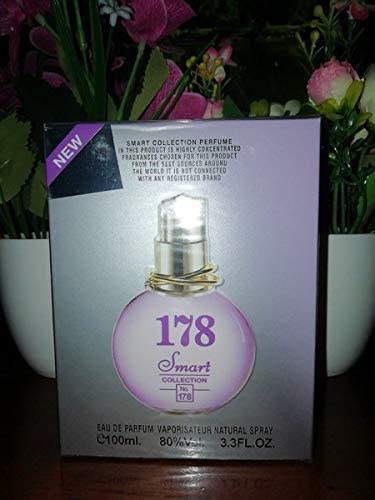 NEW
SMART COLLECTION PERFUME
IN THIS PRODUCT IS HIGHLY CONCENTRATED
FRAGRANCES CHOSEN FOR THIS PRODUCT
FROM THE BEST SOURCES AROUND
THE WORLD IT IS NOT CONNECTED
WITH ANY REGISTERED BRAND
178
Smart
COLLECTION
No.
178
EAU DE PARFUM VAPORISATEUR NATURAL SPRAY
℮100ml. 80%Vol. 3.3FL.OZ.